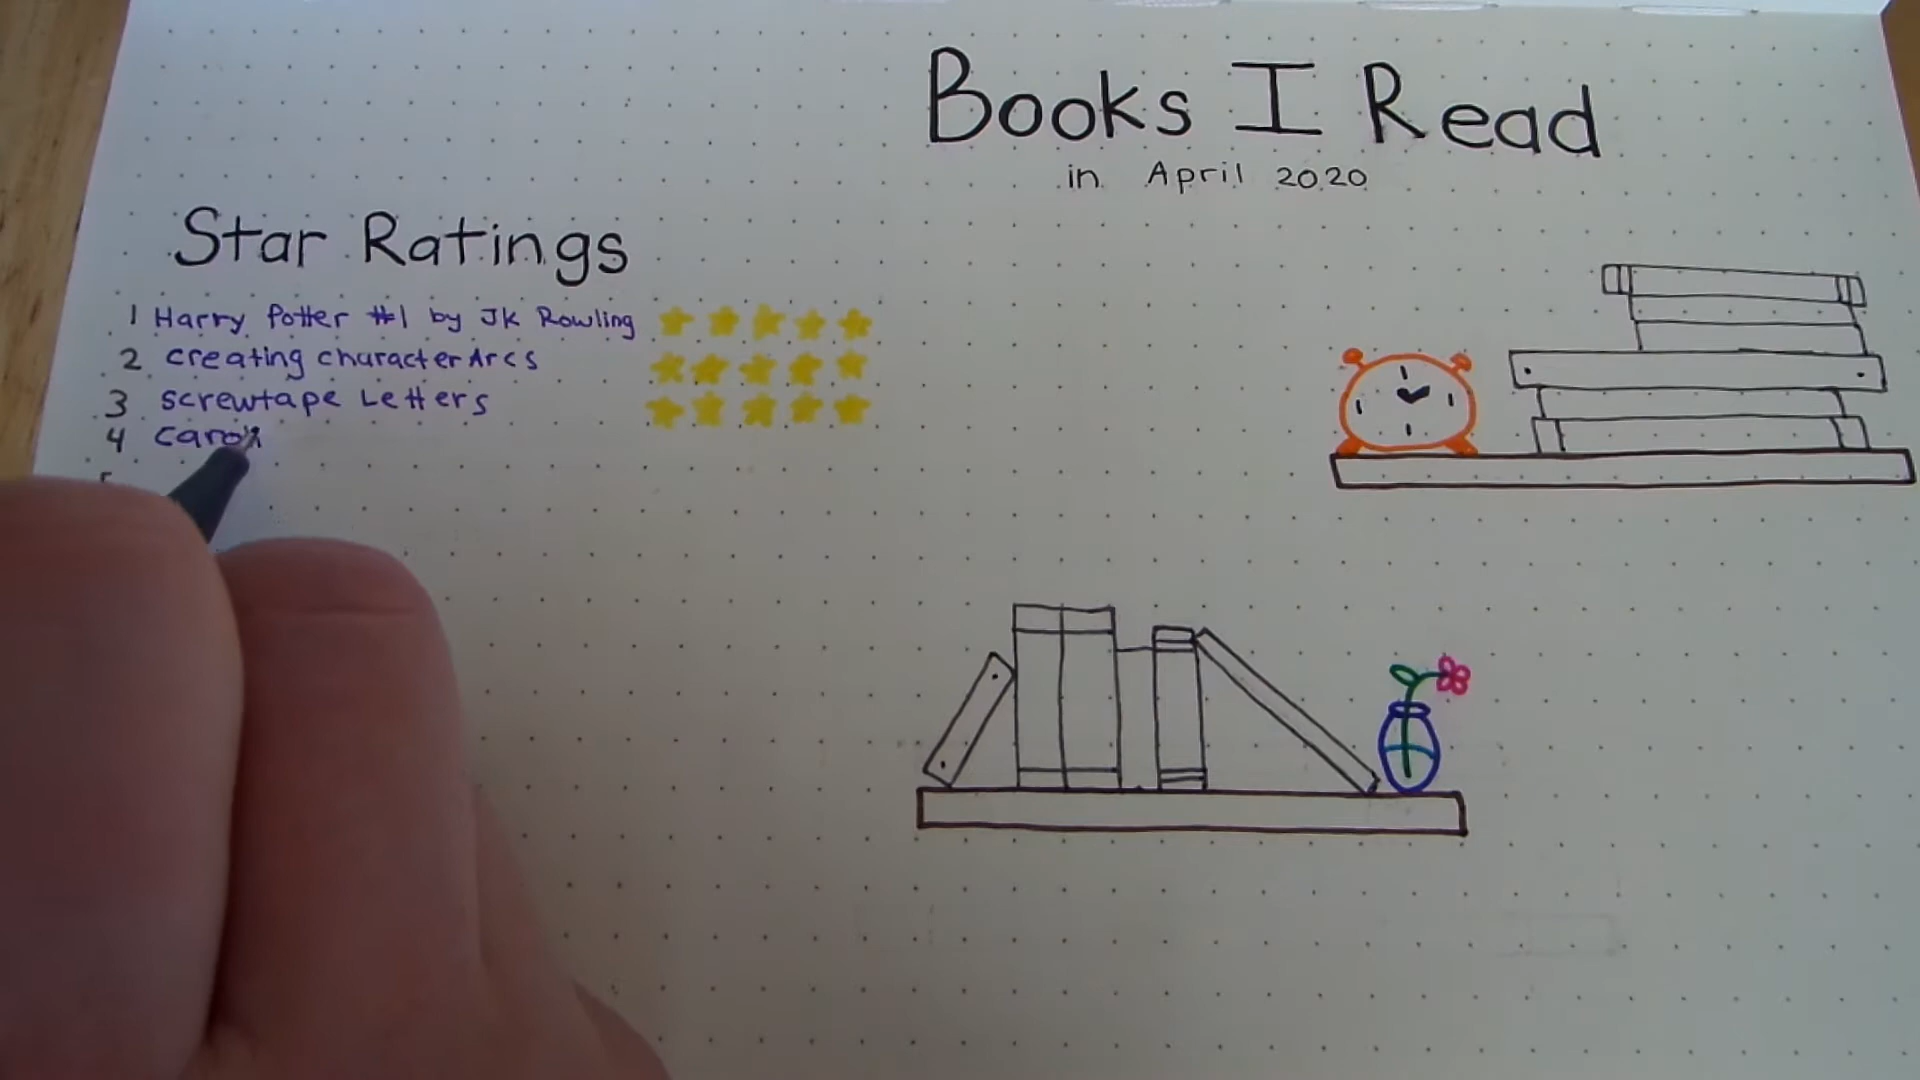 Books I Read
in April 2020
Star Ratings
1 Harry Potter #1 by JK Rowling
2 creating character Arcs
3 screwtape Letters
4